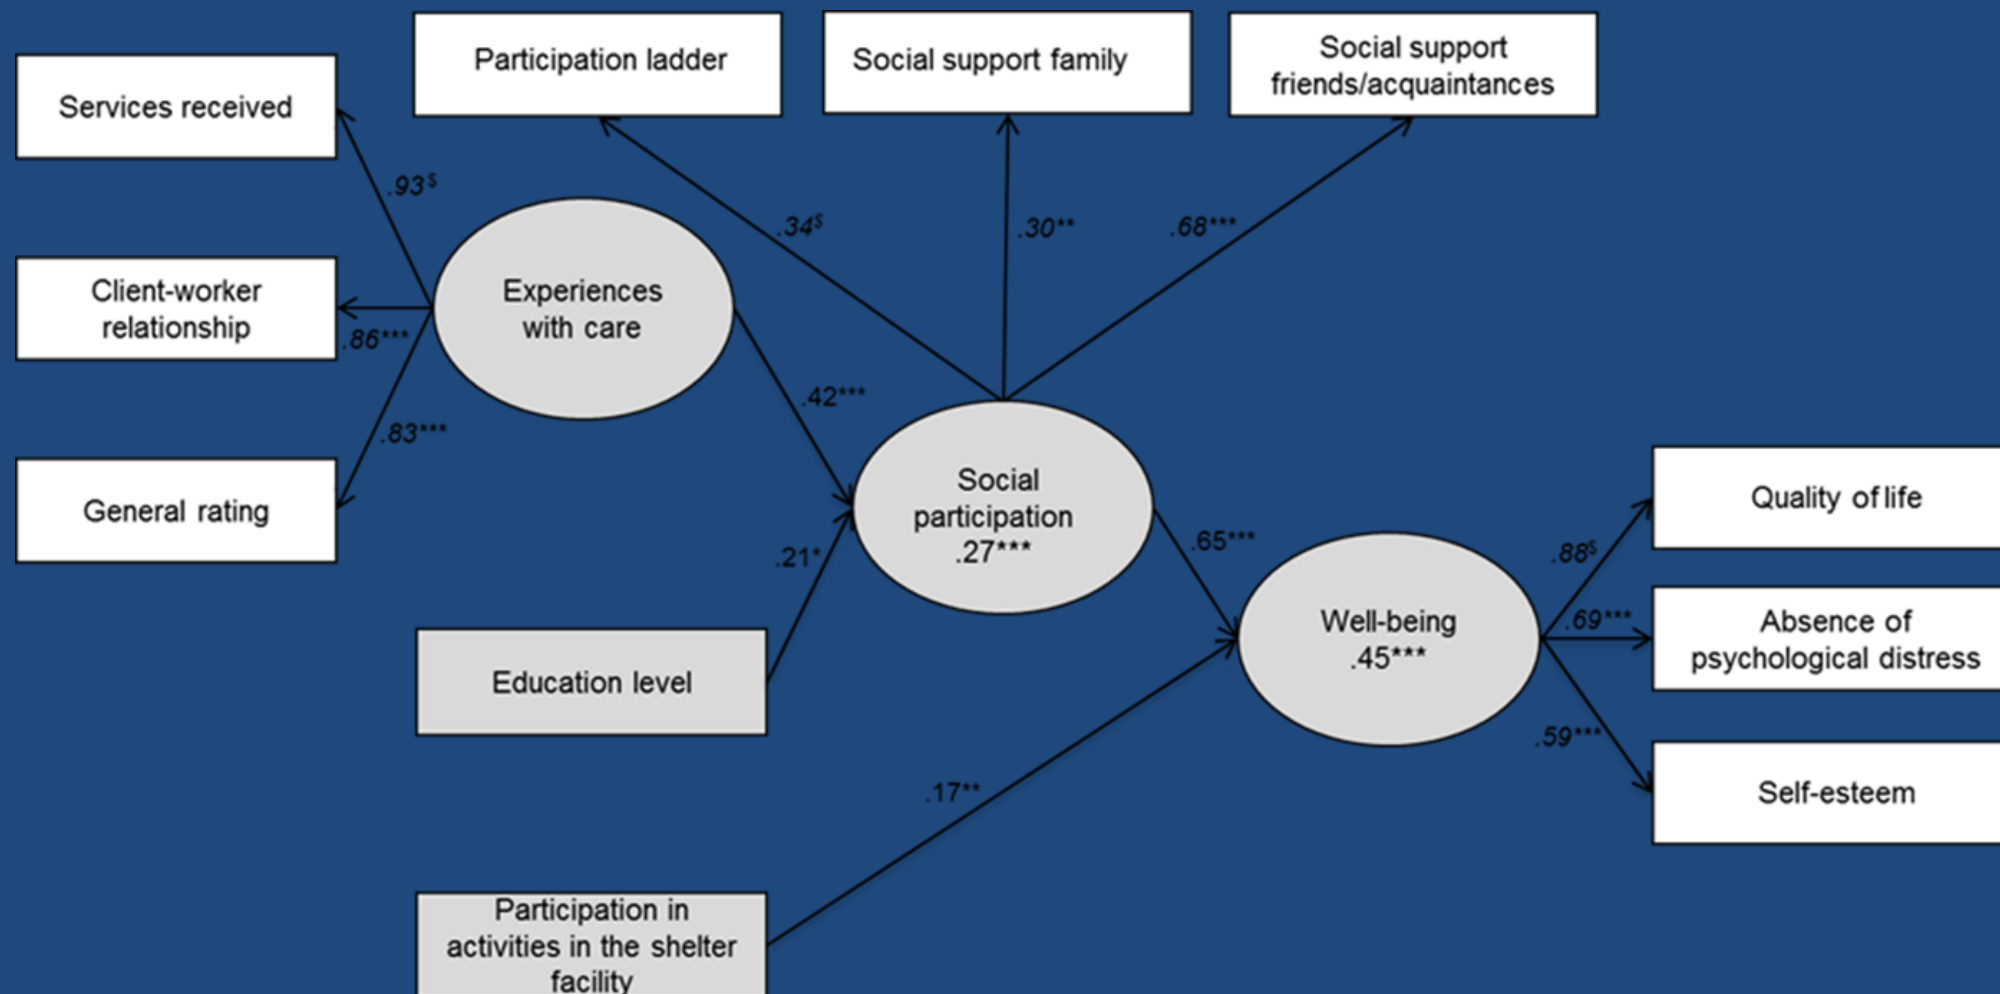 Services received
Participation ladder
Social support family
Social support
friends/acquaintances
.93$
Client-worker
relationship
.86***
.83***
General rating
Experiences
with care
.34$
.30**
.68***
.42***
.21*
Social
participation
.27***
Education level
.65***
.17**
Participation in
activities in the shelter
facility
Well-being
.45***
.88$
.69***
.59***
Quality of life
Absence of
psychological distress
Self-esteem